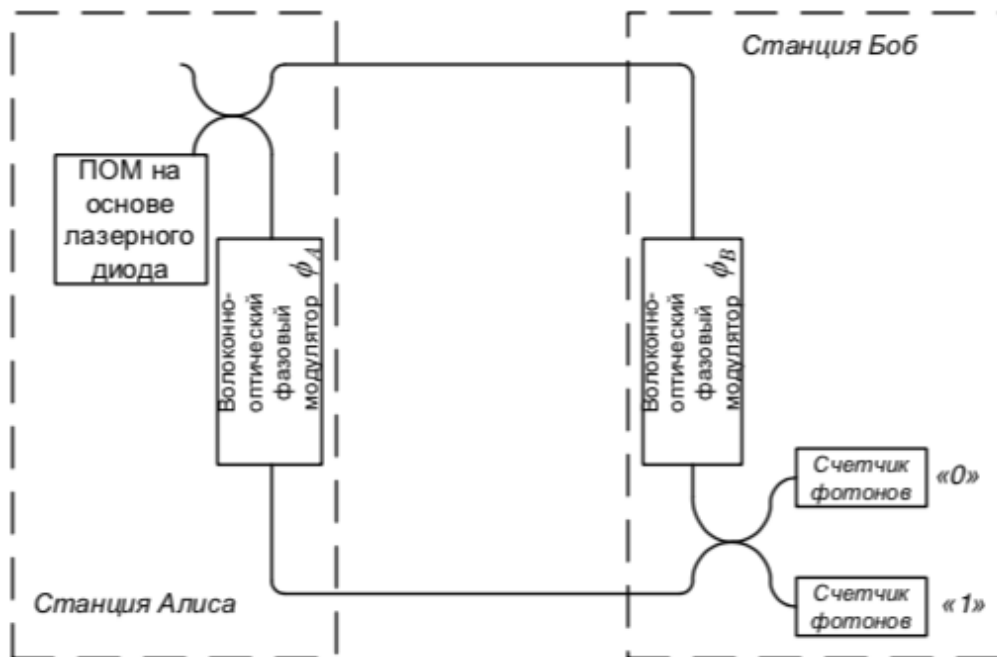 Станция Боб
ПОМ на
основе
лазерного
диода
Волоконно-
оптический
фазовый
модулятор
ϕA
Волоконно-
оптический
фазовый
модулятор
ϕB
Счетчик
фотонов
«0»
Станция Алиса
Счетчик
фотонов
«1»